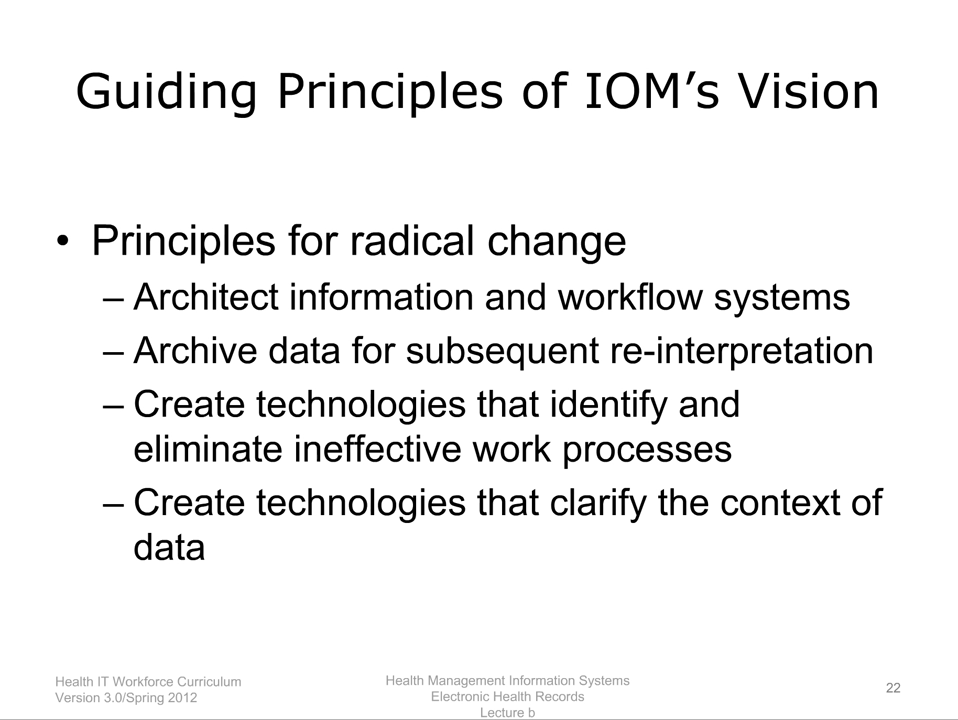 Guiding Principles of IOM’s Vision
• Principles for radical change
– Architect information and workflow systems
– Archive data for subsequent re-interpretation
– Create technologies that identify and
eliminate ineffective work processes
– Create technologies that clarify the context of
data
Health IT Workforce Curriculum
Version 3.0/Spring 2012
Health Management Information Systems
Electronic Health Records
Lecture b
22